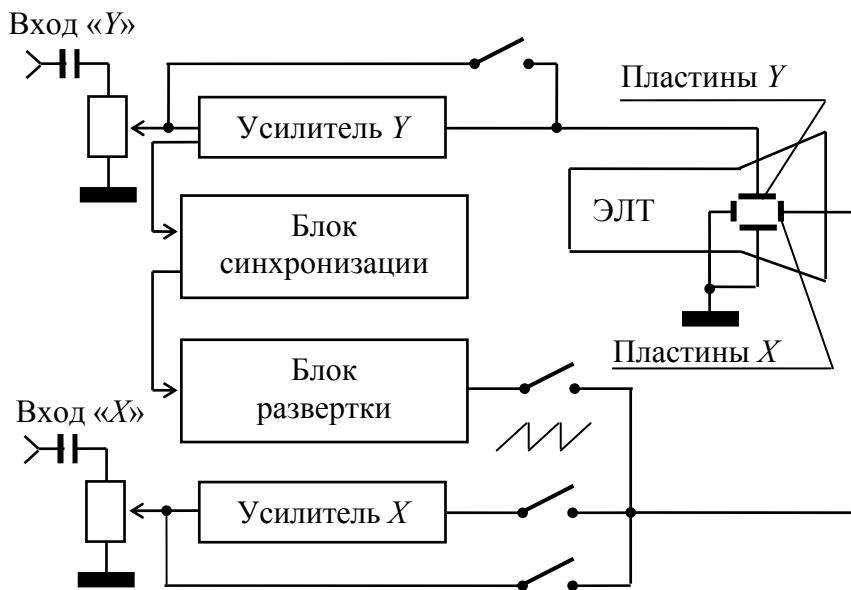 Вход «Y»
Пластины Y
Усилитель Y
ЭЛТ
Блок
синхронизации
Пластины X
Блок
развертки
Вход «X»
Усилитель X